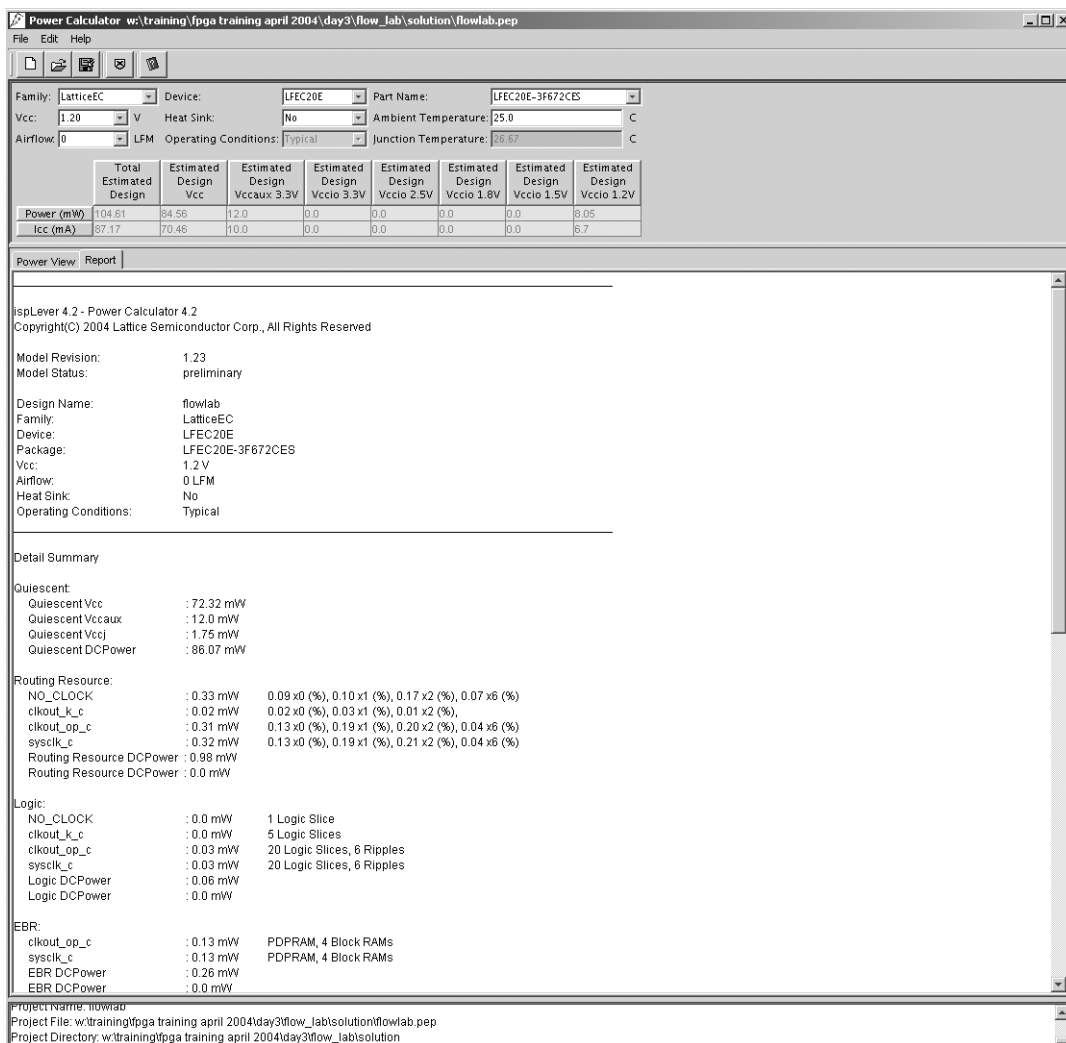 Power Calculator w:\training\fpga training april 2004\day3\flow_lab\solution\flowlab.pep
File Edit Help
Family: LatticeEC Device: LFEC20E Part Name: LFEC20E-3F672CES
Vcc: 1.20 V Heat Sink: No Ambient Temperature: 25.0 C
Airflow: 0 LFM Operating Conditions: Typical Junction Temperature: 26.67 C
Total Estimated Design Estimated Design Vcc Estimated Design Vccaux 3.3V Estimated Design Vccio 3.3V Estimated Design Vccio 2.5V Estimated Design Vccio 1.8V Estimated Design Vccio 1.5V Estimated Design Vccio 1.2V
Power (mW) 104.61 84.56 12.0 0.0 0.0 0.0 0.0 8.05
Icc (mA) 87.17 70.46 10.0 0.0 0.0 0.0 0.0 6.7
Power View Report
ispLever 4.2 - Power Calculator 4.2
Copyright(C) 2004 Lattice Semiconductor Corp., All Rights Reserved
Model Revision: 1.23
Model Status: preliminary
Design Name: flowlab
Family: LatticeEC
Device: LFEC20E
Package: LFEC20E-3F672CES
Vcc: 1.2 V
Airflow: 0 LFM
Heat Sink: No
Operating Conditions: Typical
Detail Summary
Quiescent:
Quiescent Vcc : 72.32 mW
Quiescent Vccaux : 12.0 mW
Quiescent Vccj : 1.75 mW
Quiescent DCPower : 86.07 mW
Routing Resource:
NO_CLOCK : 0.33 mW 0.09 x0 (%), 0.10 x1 (%), 0.17 x2 (%), 0.07 x6 (%)
clkout_k_c : 0.02 mW 0.02 x0 (%), 0.03 x1 (%), 0.01 x2 (%),
clkout_op_c : 0.31 mW 0.13 x0 (%), 0.19 x1 (%), 0.20 x2 (%), 0.04 x6 (%)
sysclk_c : 0.32 mW 0.13 x0 (%), 0.19 x1 (%), 0.21 x2 (%), 0.04 x6 (%)
Routing Resource DCPower : 0.98 mW
Routing Resource DCPower : 0.0 mW
Logic:
NO_CLOCK : 0.0 mW 1 Logic Slice
clkout_k_c : 0.0 mW 5 Logic Slices
clkout_op_c : 0.03 mW 20 Logic Slices, 6 Ripples
sysclk_c : 0.03 mW 20 Logic Slices, 6 Ripples
Logic DCPower : 0.06 mW
Logic DCPower : 0.0 mW
EBR:
clkout_op_c : 0.13 mW PDPRAM, 4 Block RAMs
sysclk_c : 0.13 mW PDPRAM, 4 Block RAMs
EBR DCPower : 0.26 mW
EBR DCPower : 0.0 mW
Project Name: flowlab
Project File: w:\training\fpga training april 2004\day3\flow_lab\solution\flowlab.pep
Project Directory: w:\training\fpga training april 2004\day3\flow_lab\solution